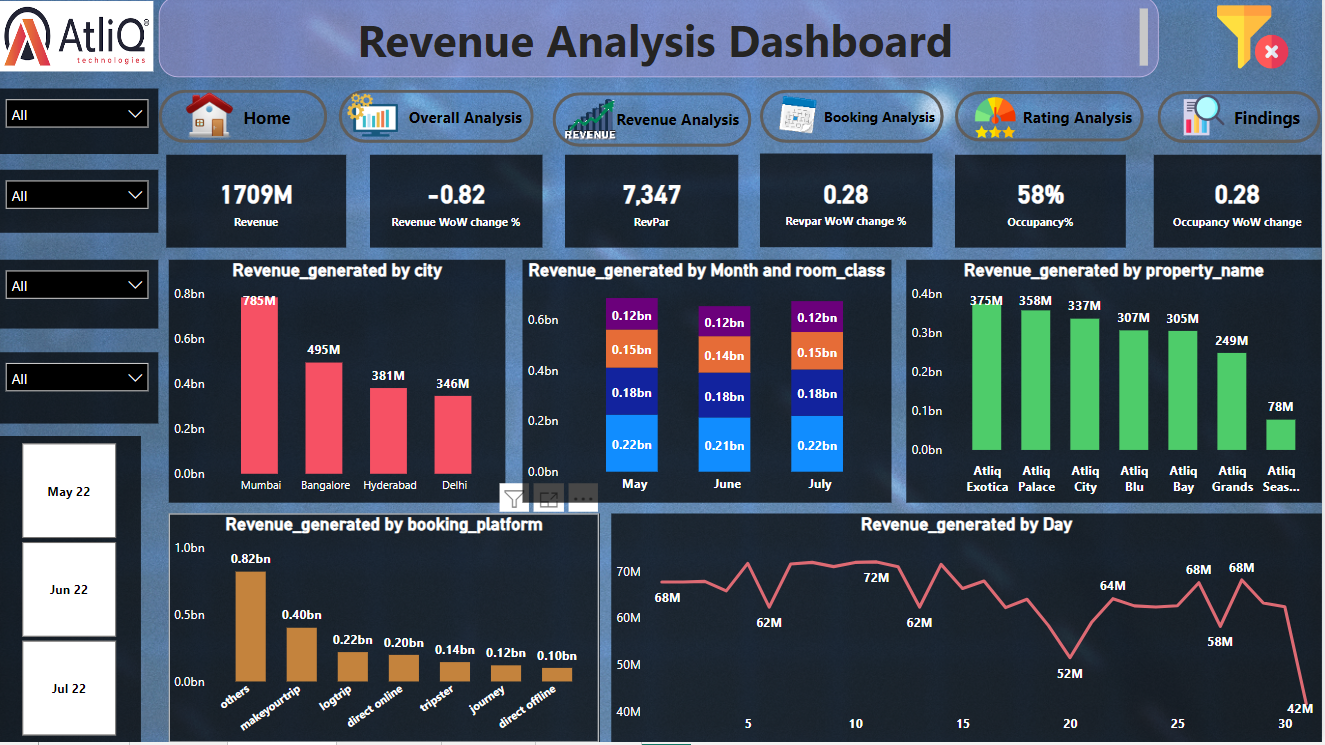 AtliQ®
technologies
Revenue Analysis Dashboard
All
All
All
All
May 22
Jun 22
Jul 22
Home
Overall Analysis
REVENUE
Revenue Analysis
Booking Analysis
Rating Analysis
Findings
1709M
Revenue
-0.82
Revenue WoW change %
7,347
RevPar
0.28
Revpar WoW change %
58%
Occupancy%
0.28
Occupancy WoW change
Revenue_generated by city
0.8bn
0.6bn
0.4bn
0.2bn
0.0bn
785M
495M
381M
346M
Mumbai
Bangalore
Hyderabad
Delhi
Revenue_generated by Month and room_class
0.6bn
0.4bn
0.2bn
0.0bn
0.12bn
0.15bn
0.18bn
0.22bn
0.12bn
0.14bn
0.18bn
0.21bn
0.12bn
0.15bn
0.18bn
0.22bn
May
June
July
Revenue_generated by property_name
0.4bn
0.3bn
0.2bn
0.1bn
0.0bn
375M
358M
337M
307M
305M
249M
78M
Atliq
Exotica
Atliq
Palace
Atliq
City
Atliq
Blu
Atliq
Bay
Atliq
Grands
Atliq
Seas...
Revenue_generated by booking_platform
1.0bn
0.5bn
0.0bn
0.82bn
0.40bn
0.22bn
0.20bn
0.14bn
0.12bn
0.10bn
others
makeyourtrip
logtrip
direct online
tripster
journey
direct offline
Revenue_generated by Day
70M
60M
50M
40M
68M
62M
72M
62M
52M
64M
68M
58M
68M
42M
5
10
15
20
25
30